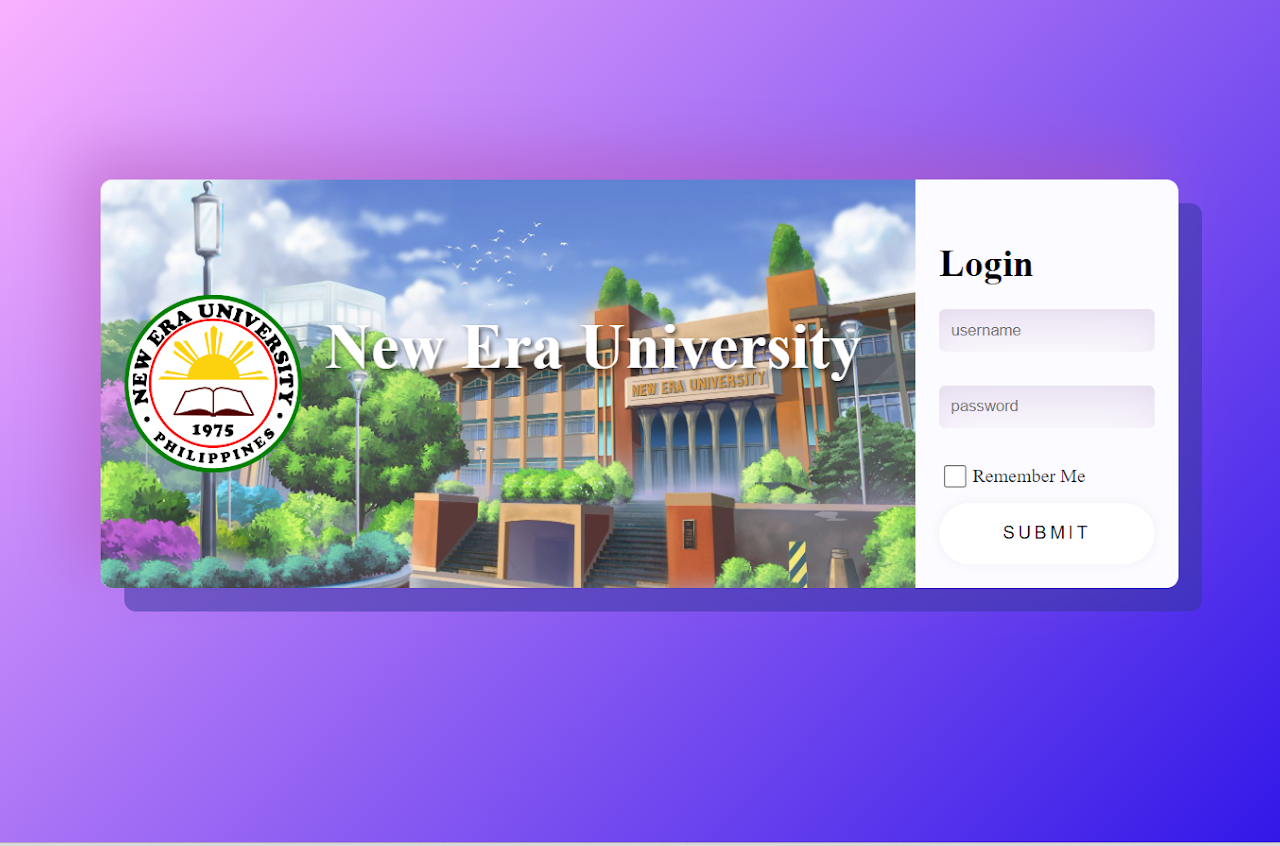 NEW ERA UNIVERSITY
1975
• PHILIPPINES •
New Era University
NEW ERA UNIVERSITY
Login
username
password
Remember Me
SUBMIT